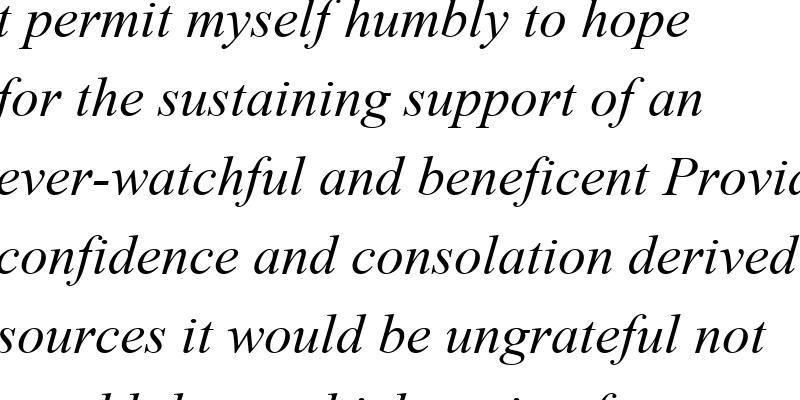 t permit myself humbly to hope
for the sustaining support of an
ever-watchful and beneficent Provid
confidence and consolation derived
sources it would be ungrateful not